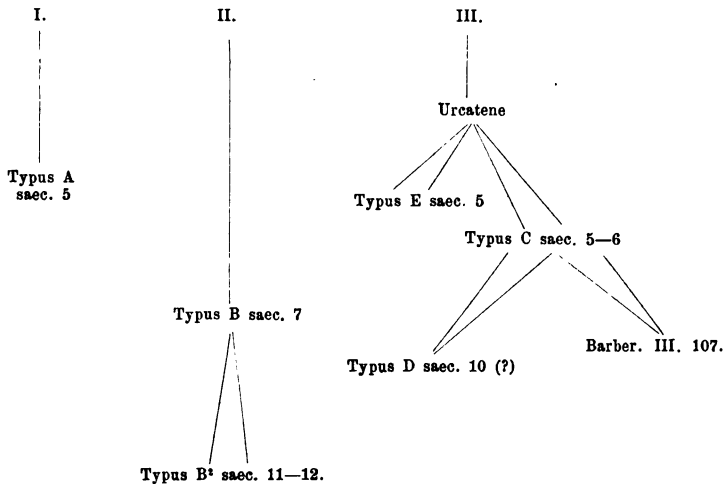 I.
II.
III.
Urcatene
Typus A
saec. 5
Typus E saec. 5
Typus C saec. 5—6
Typus B saec. 7
Typus D saec. 10 (?)
Barber. III. 107.
Typus B² saec. 11—12.